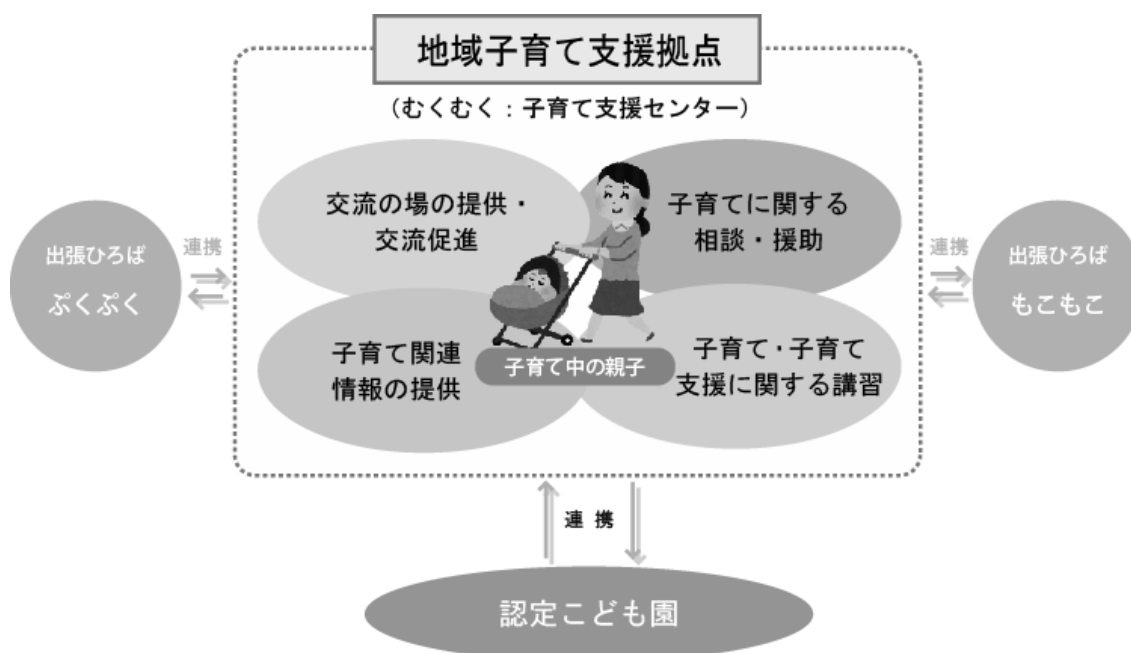 地域子育て支援拠点
（むくむく：子育て支援センター）
交流の場の提供・
交流促進
子育てに関する
相談・援助
出張ひろば
ぷくぷく
連携
連携
出張ひろば
もこもこ
子育て関連
情報の提供
子育て中の親子
子育て・子育て
支援に関する講習
連携
認定こども園